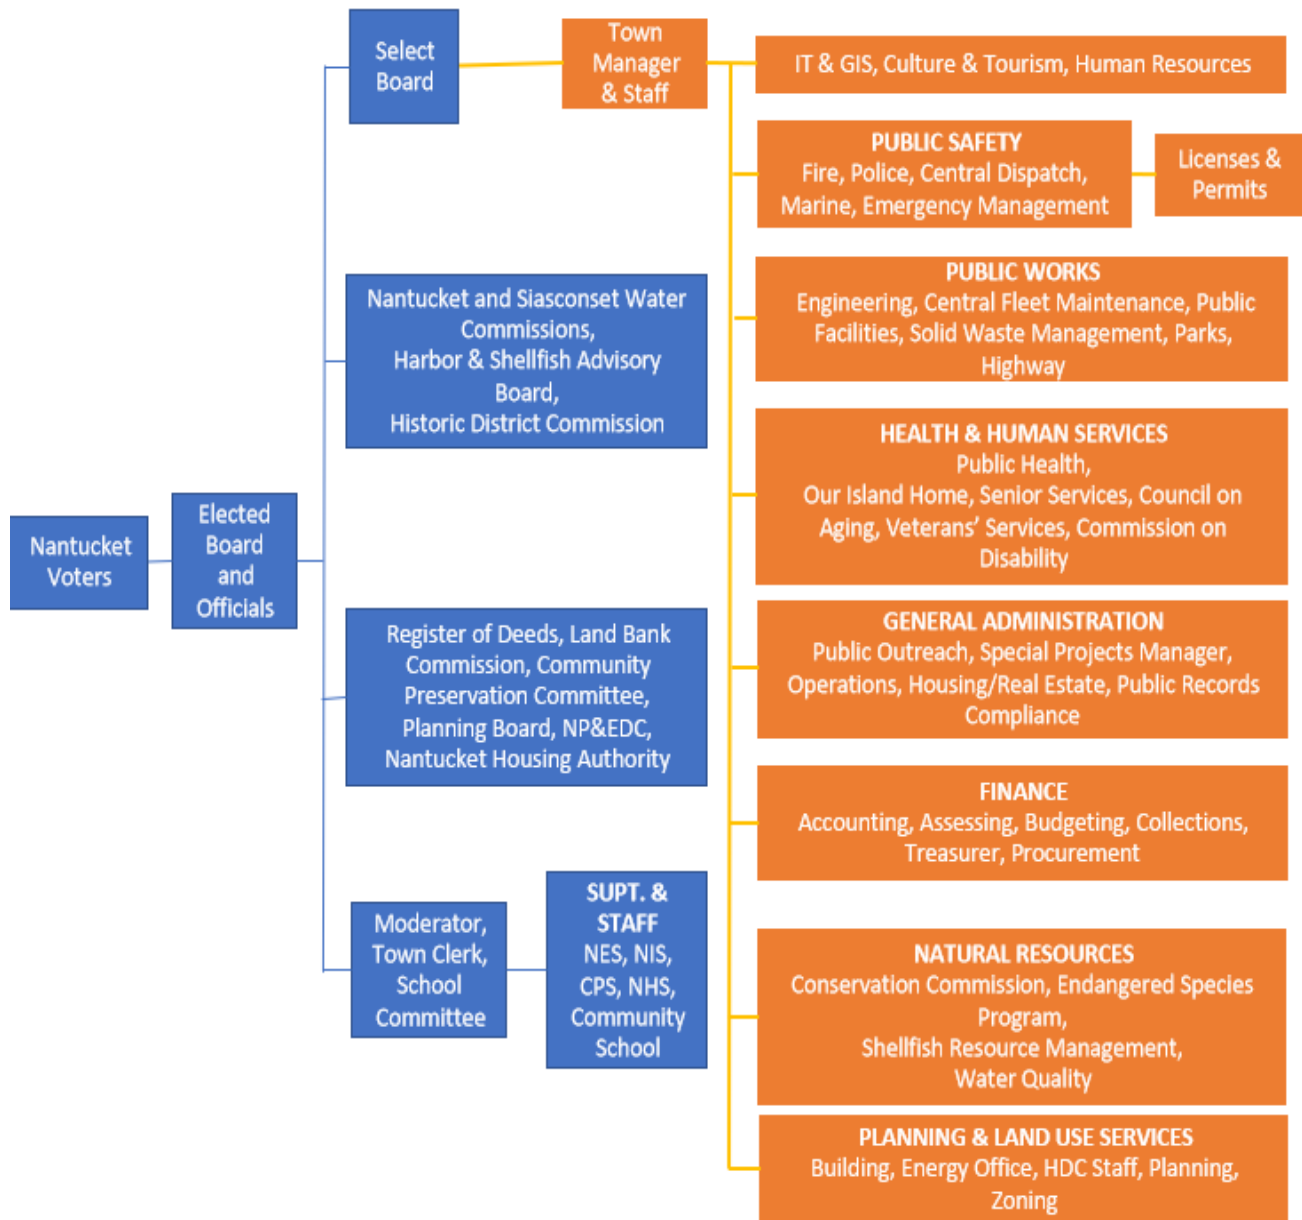 Select
Board
Town
Manager
& Staff
IT & GIS, Culture & Tourism, Human Resources
PUBLIC SAFETY
Fire, Police, Central Dispatch,
Marine, Emergency Management
Licenses &
Permits
Nantucket and Siasconset Water
Commissions,
Harbor & Shellfish Advisory
Board,
Historic District Commission
PUBLIC WORKS
Engineering, Central Fleet Maintenance, Public
Facilities, Solid Waste Management, Parks,
Highway
HEALTH & HUMAN SERVICES
Public Health,
Our Island Home, Senior Services, Council on
Aging, Veterans’ Services, Commission on
Disability
Nantucket
Voters
Elected
Board
and
Officials
Register of Deeds, Land Bank
Commission, Community
Preservation Committee,
Planning Board, NP&EDC,
Nantucket Housing Authority
GENERAL ADMINISTRATION
Public Outreach, Special Projects Manager,
Operations, Housing/Real Estate, Public Records
Compliance
FINANCE
Accounting, Assessing, Budgeting, Collections,
Treasurer, Procurement
Moderator,
Town Clerk,
School
Committee
SUPT. &
STAFF
NES, NIS,
CPS, NHS,
Community
School
NATURAL RESOURCES
Conservation Commission, Endangered Species
Program,
Shellfish Resource Management,
Water Quality
PLANNING & LAND USE SERVICES
Building, Energy Office, HDC Staff, Planning,
Zoning